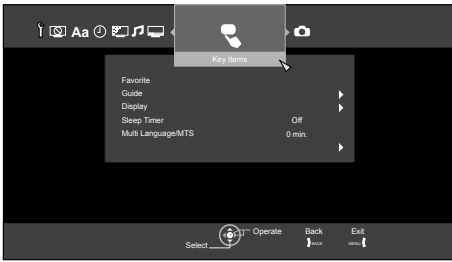 Aa
Key Items
Favorite
Guide
Display
Sleep Timer Off
Multi Language/MTS 0 min.
Operate Back Exit
BACK MENU
Select